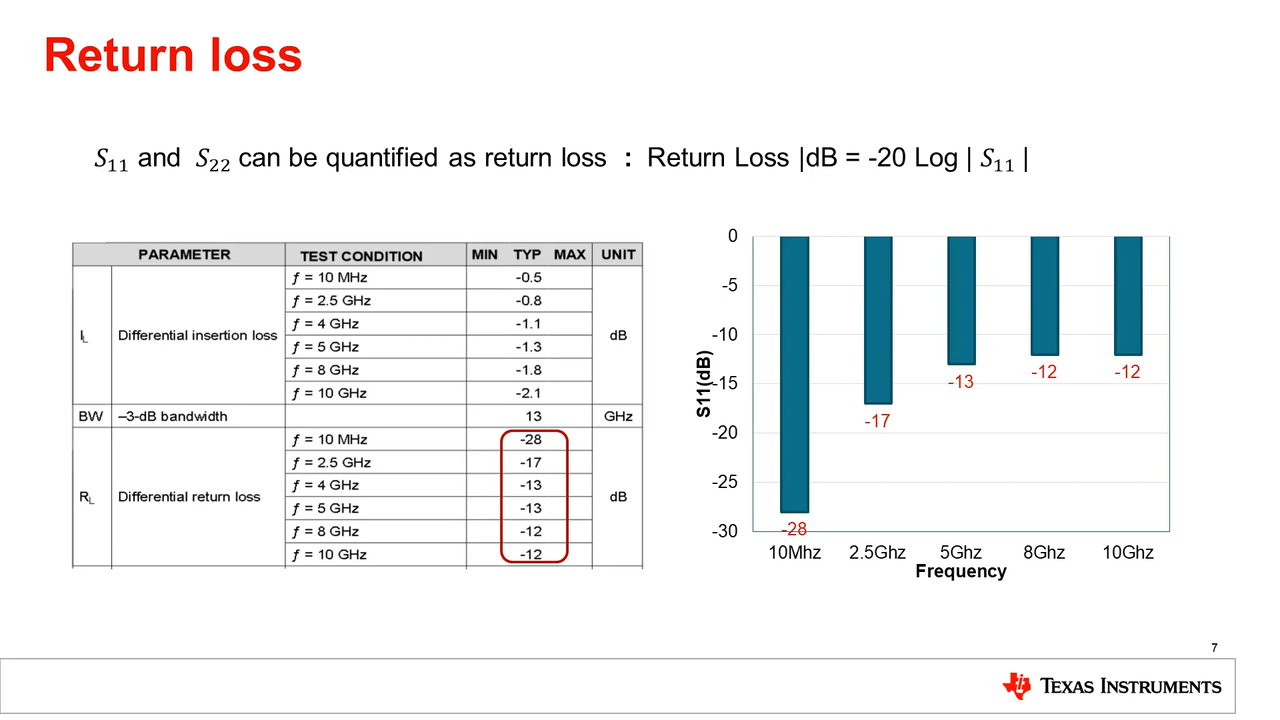 Return loss
S11 and S22 can be quantified as return loss : Return Loss |dB = -20 Log | S11 |
PARAMETER TEST CONDITION MIN TYP MAX UNIT
IL Differential insertion loss dB
ƒ = 10 MHz -0.5
ƒ = 2.5 GHz -0.8
ƒ = 4 GHz -1.1
ƒ = 5 GHz -1.3
ƒ = 8 GHz -1.8
ƒ = 10 GHz -2.1
BW –3-dB bandwidth 13 GHz
RL Differential return loss dB
ƒ = 10 MHz -28
ƒ = 2.5 GHz -17
ƒ = 4 GHz -13
ƒ = 5 GHz -13
ƒ = 8 GHz -12
ƒ = 10 GHz -12
S11(dB)
0
-5
-10
-15
-20
-25
-30
-28
-17
-13
-12
-12
10Mhz 2.5Ghz 5Ghz 8Ghz 10Ghz
Frequency
7
TEXAS INSTRUMENTS